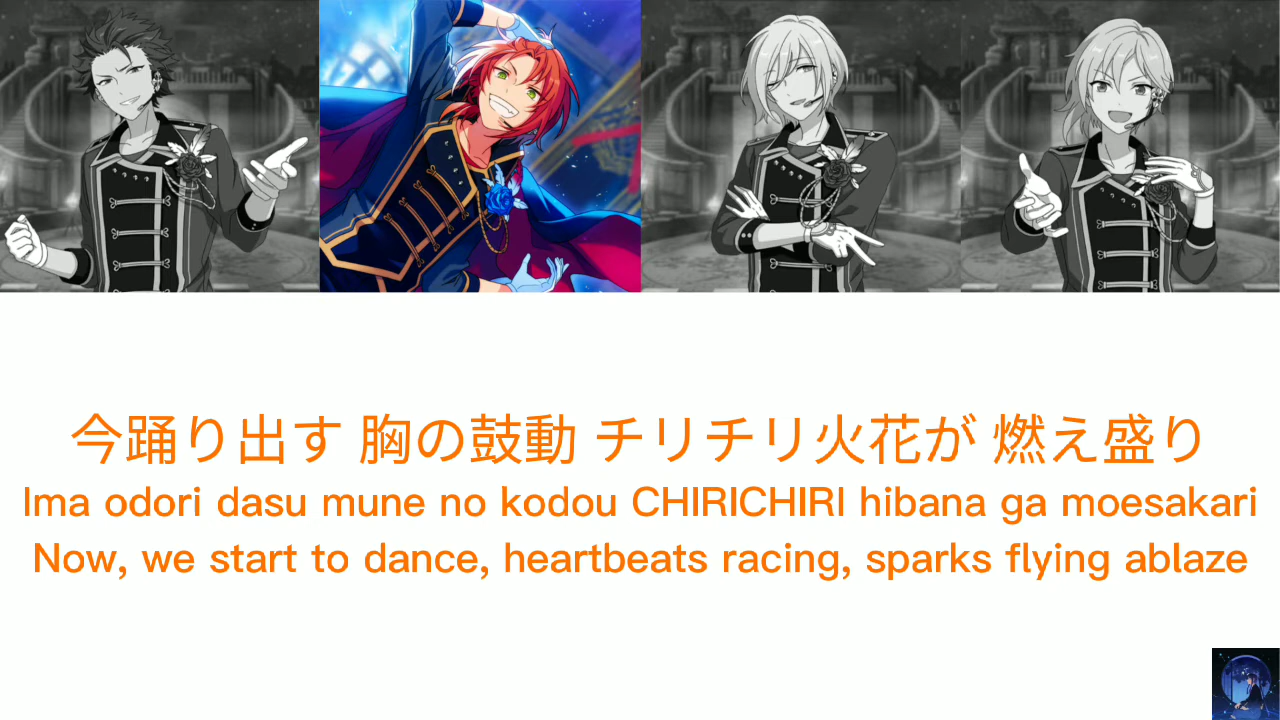 今踊り出す 胸の鼓動 チリチリ火花が 燃え盛り
Ima odori dasu mune no kodou CHIRICHIRI hibana ga moesakari
Now, we start to dance, heartbeats racing, sparks flying ablaze